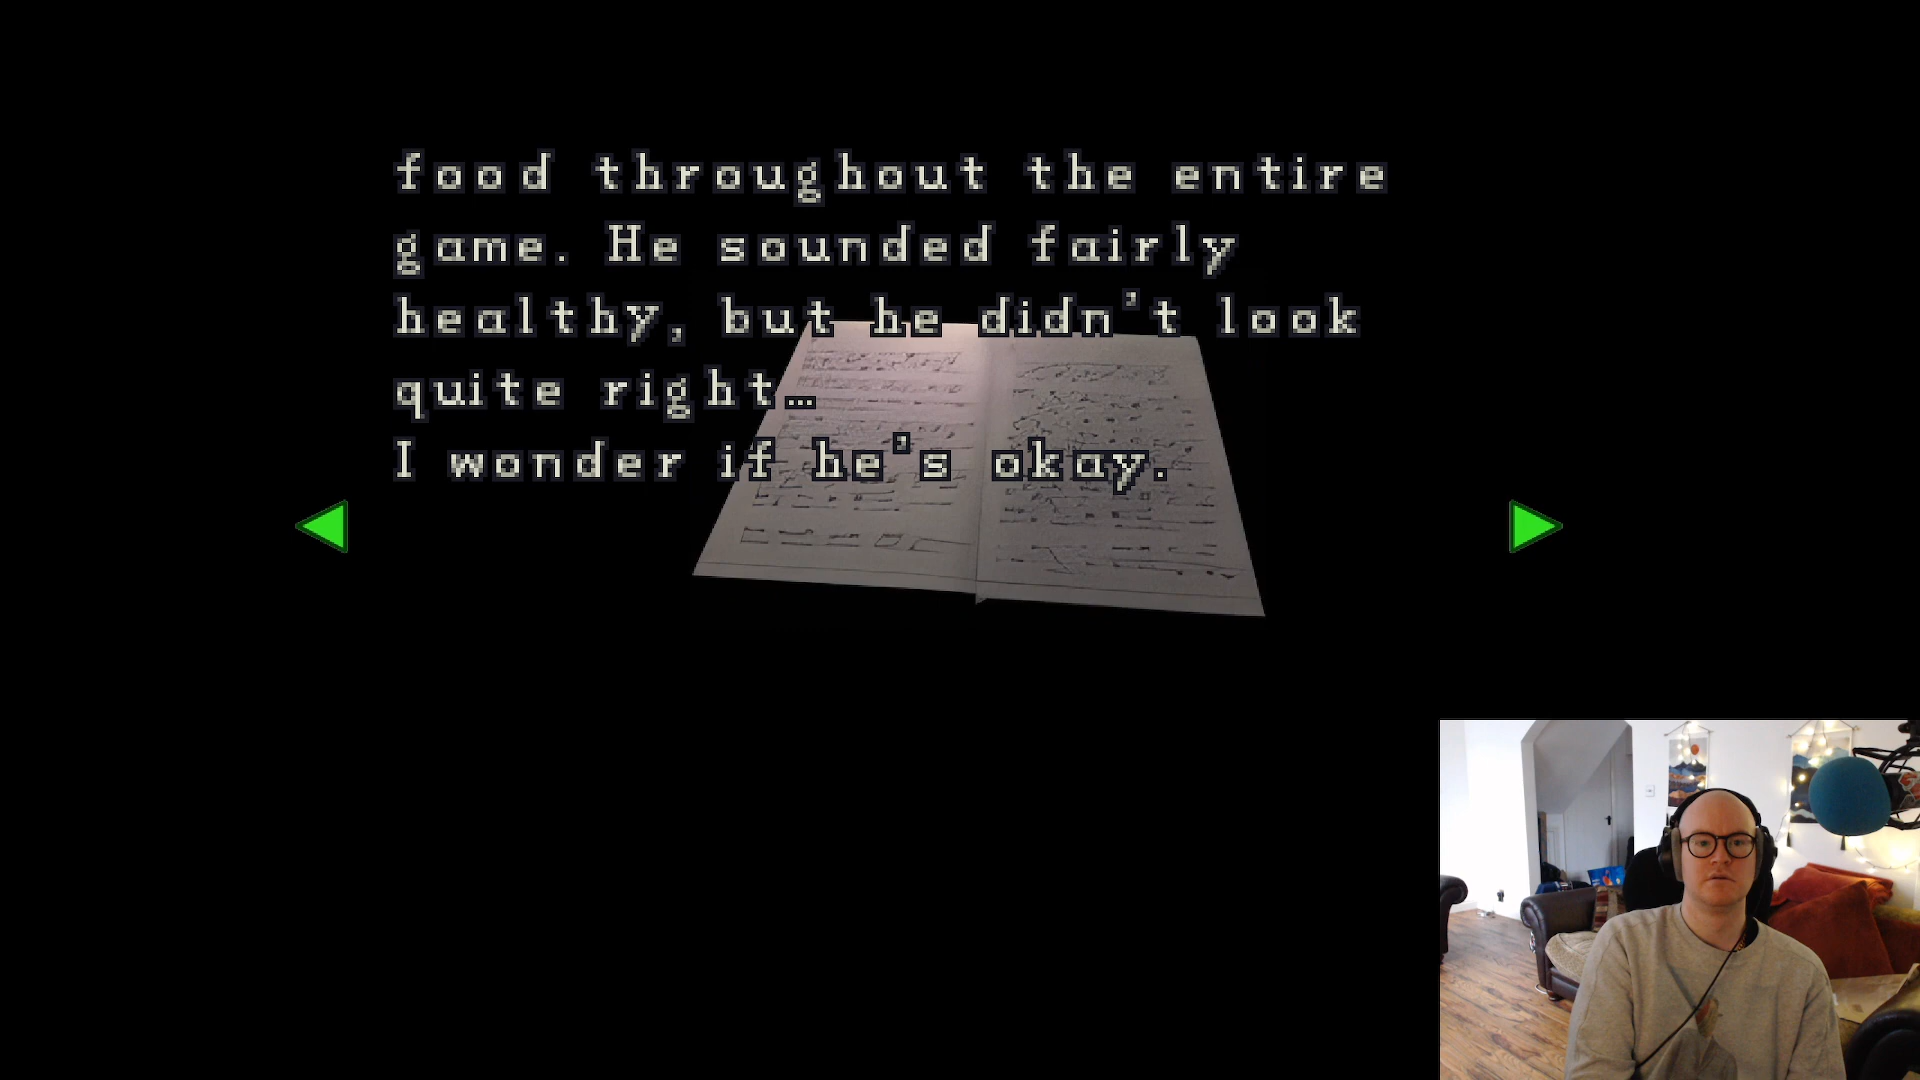 food throughout the entire
game. He sounded fairly
healthy, but he didn't look
quite right…
I wonder if he's okay.